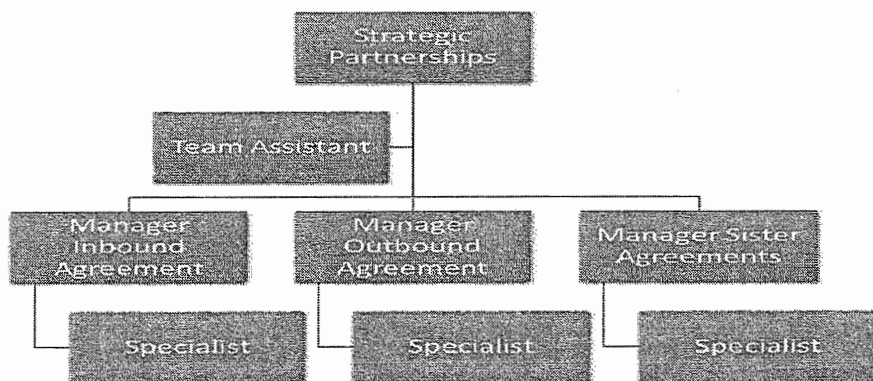 Strategic
Partnerships
Team Assistant
Manager
Inbound
Agreement
Manager
Outbound
Agreement
Manager Sister
Agreements
Specialist
Specialist
Specialist